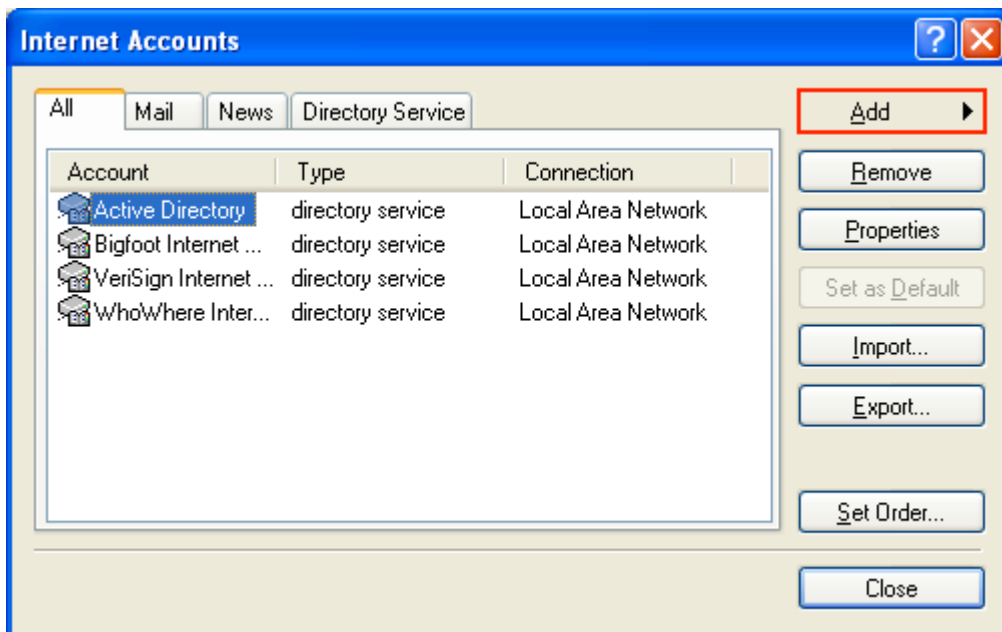 Internet Accounts
All Mail News Directory Service
Add
Account Type Connection
Remove
Active Directory directory service Local Area Network
Properties
Bigfoot Internet ... directory service Local Area Network
VeriSign Internet ... directory service Local Area Network
Set as Default
WhoWhere Inter... directory service Local Area Network
Import...
Export...
Set Order...
Close